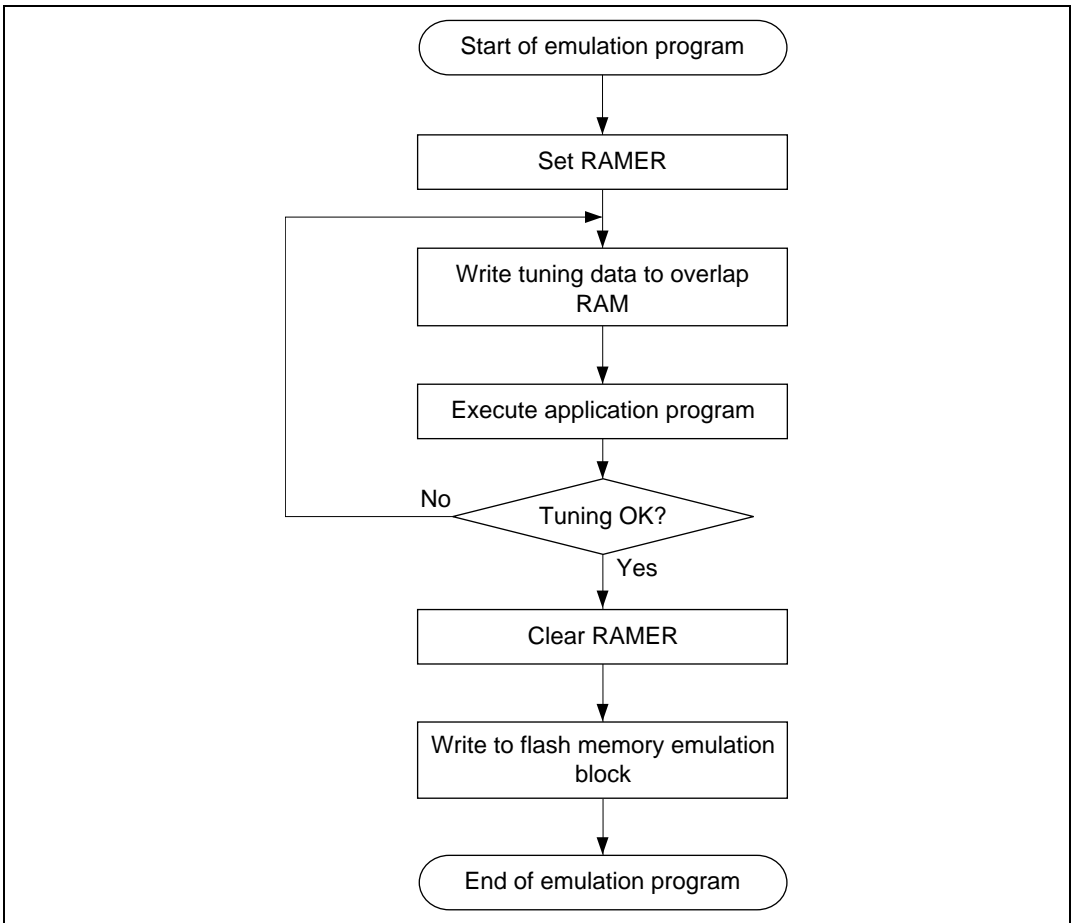 Start of emulation program
Set RAMER
Write tuning data to overlap
RAM
Execute application program
No
Tuning OK?
Yes
Clear RAMER
Write to flash memory emulation
block
End of emulation program